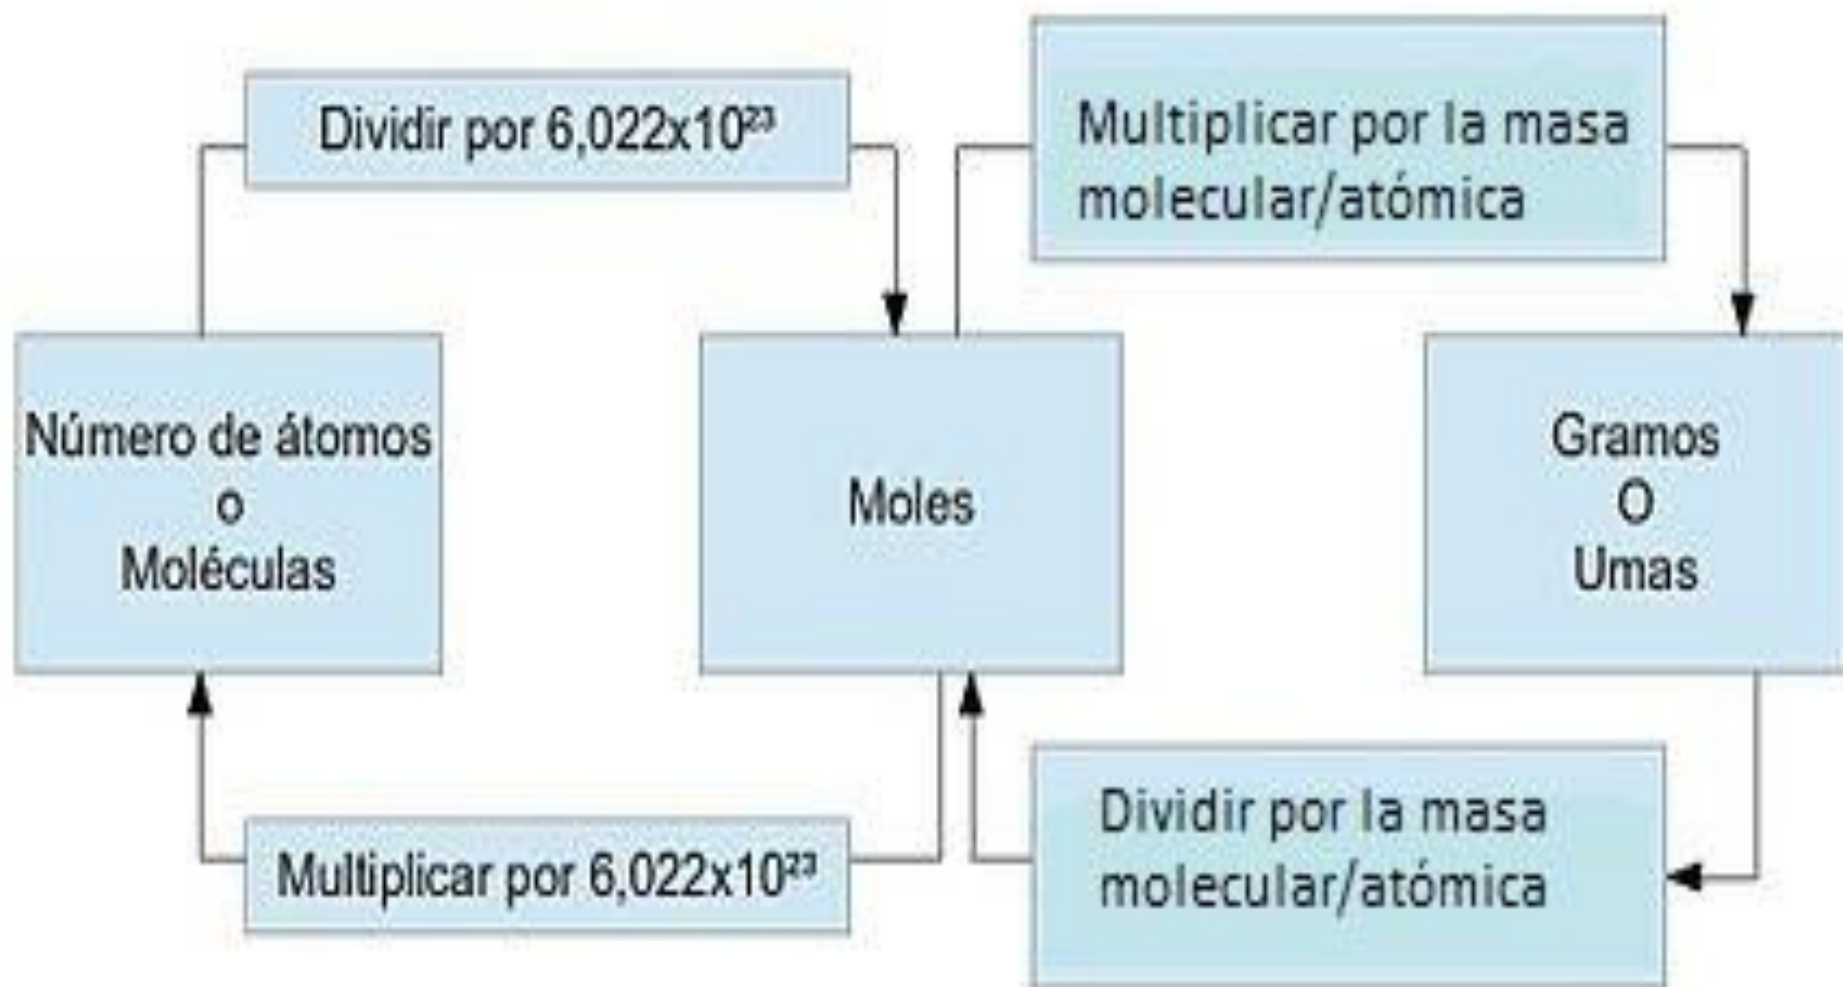 Dividir por 6,022x10²³
Multiplicar por la masa
molecular/atómica
Número de átomos
o
Moléculas
Moles
Gramos
O
Umas
Multiplicar por 6,022x10²³
Dividir por la masa
molecular/atómica